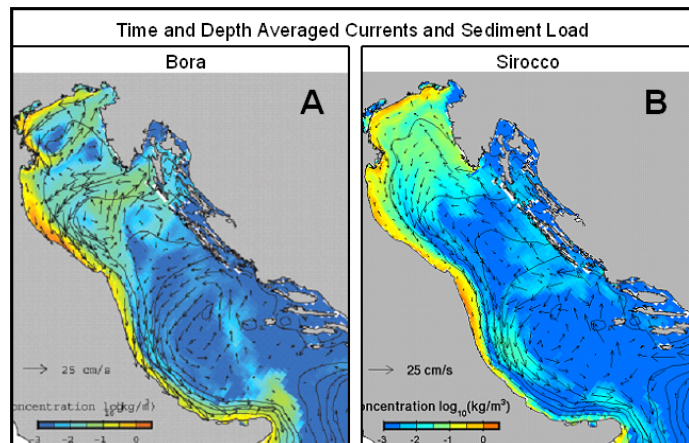 Time and Depth Averaged Currents and Sediment Load
Bora
Sirocco
A
B
25 cm/s
25 cm/s
oncentration log10(kg/m3)
-3 -2 -1 0
oncentration log10(kg/m3)
-3 -2 -1 0